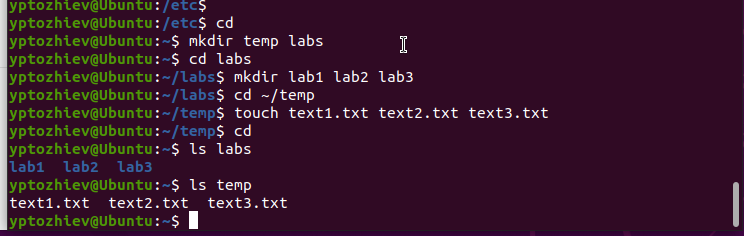 yptozhiev@Ubuntu:/etc$
yptozhiev@Ubuntu:/etc$ cd
yptozhiev@Ubuntu:~$ mkdir temp labs
yptozhiev@Ubuntu:~$ cd labs
yptozhiev@Ubuntu:~/labs$ mkdir lab1 lab2 lab3
yptozhiev@Ubuntu:~/labs$ cd ~/temp
yptozhiev@Ubuntu:~/temp$ touch text1.txt text2.txt text3.txt
yptozhiev@Ubuntu:~/temp$ cd
yptozhiev@Ubuntu:~$ ls labs
lab1  lab2  lab3
yptozhiev@Ubuntu:~$ ls temp
text1.txt  text2.txt  text3.txt
yptozhiev@Ubuntu:~$